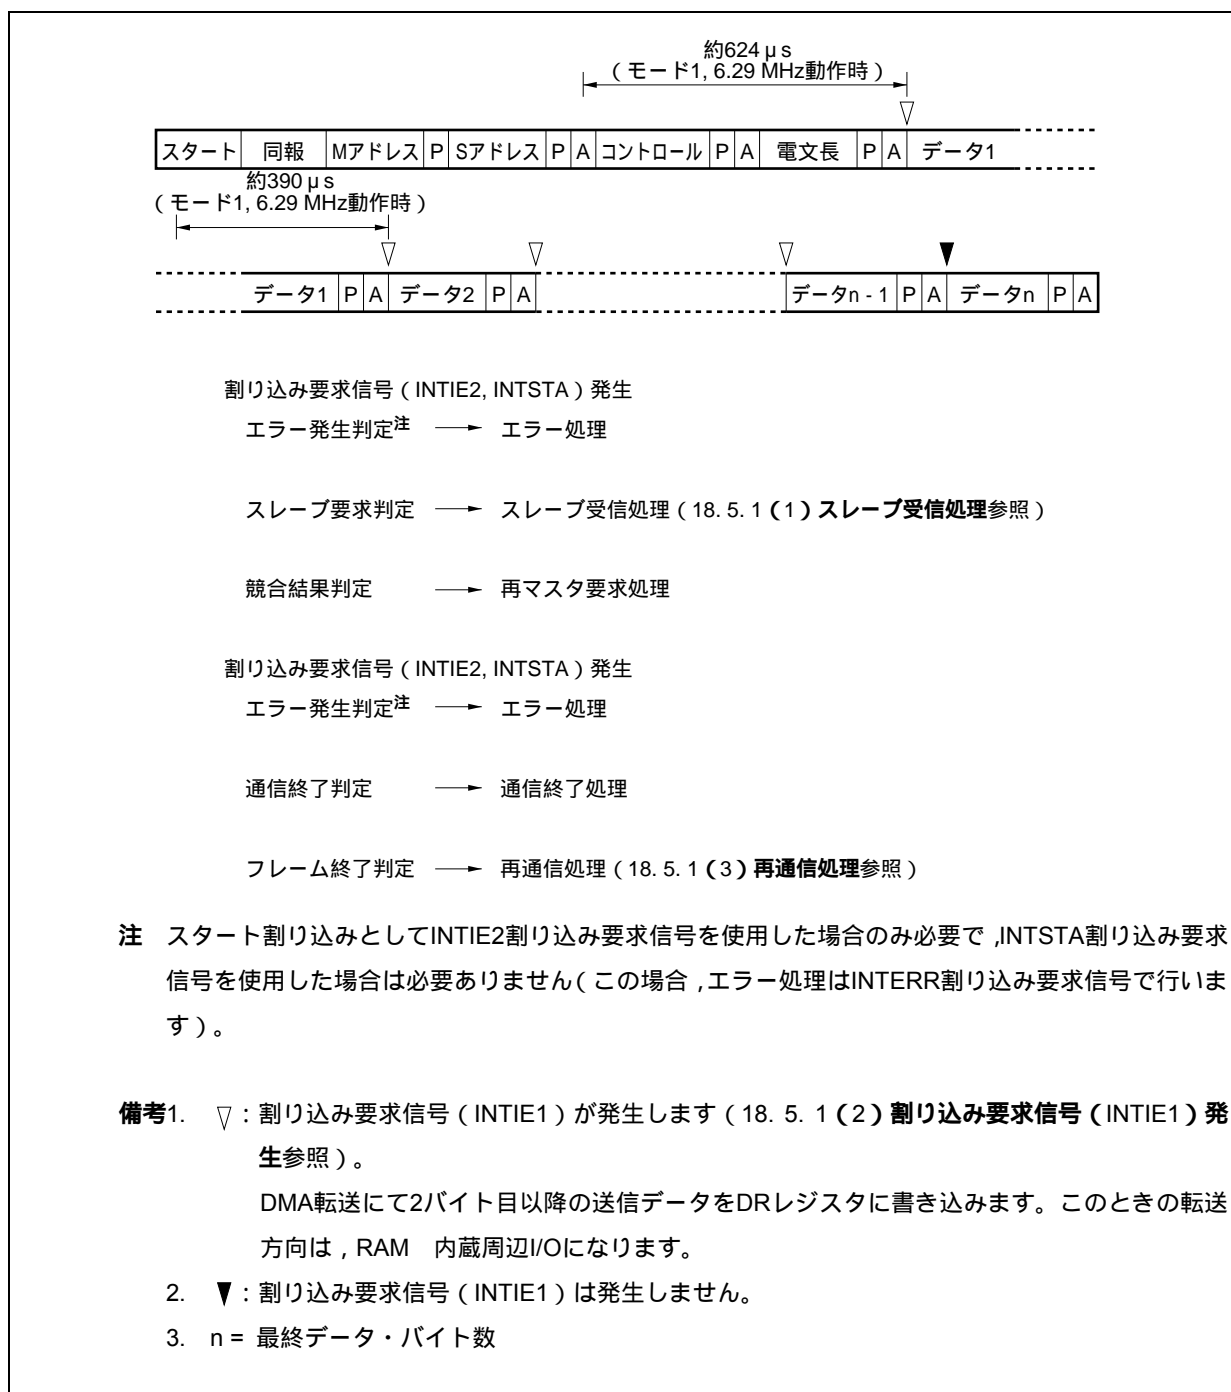 約624μs
(モード1, 6.29 MHz動作時)
スタート 同報 Mアドレス P Sアドレス P A コントロール P A 電文長 P A データ1
約390μs
(モード1, 6.29 MHz動作時)
データ1 P A データ2 P A データn - 1 P A データn P A
割り込み要求信号(INTIE2, INTSTA)発生
エラー発生判定注 → エラー処理
スレーブ要求判定 → スレーブ受信処理(18. 5. 1(1)スレーブ受信処理参照)
競合結果判定 → 再マスタ要求処理
割り込み要求信号(INTIE2, INTSTA)発生
エラー発生判定注 → エラー処理
通信終了判定 → 通信終了処理
フレーム終了判定 → 再通信処理(18. 5. 1(3)再通信処理参照)
注 スタート割り込みとしてINTIE2割り込み要求信号を使用した場合のみ必要で,INTSTA割り込み要求
信号を使用した場合は必要ありません(この場合,エラー処理はINTERR割り込み要求信号で行いま
す)。
備考1. ▽:割り込み要求信号(INTIE1)が発生します(18. 5. 1(2)割り込み要求信号(INTIE1)発
生参照)。
DMA転送にて2バイト目以降の送信データをDRレジスタに書き込みます。このときの転送
方向は,RAM 内蔵周辺I/Oになります。
2. ▼:割り込み要求信号(INTIE1)は発生しません。
3. n = 最終データ・バイト数